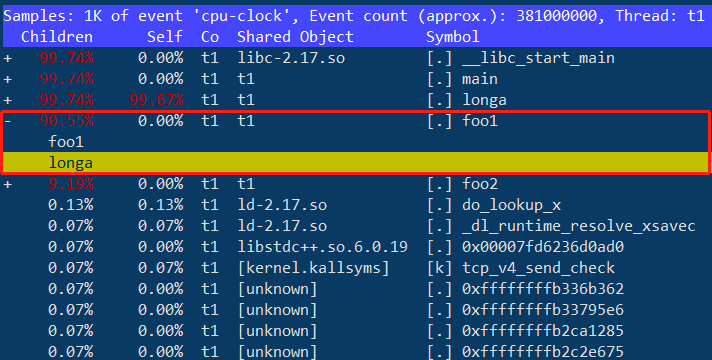 Samples: 1K of event 'cpu-clock', Event count (approx.): 381000000, Thread: t1
Children Self Co Shared Object Symbol
+ 99.74% 0.00% t1 libc-2.17.so [.] __libc_start_main
+ 99.74% 0.00% t1 t1 [.] main
+ 99.74% 99.67% t1 t1 [.] longa
- 90.55% 0.00% t1 t1 [.] foo1
foo1
longa
+ 9.19% 0.00% t1 t1 [.] foo2
0.13% 0.13% t1 ld-2.17.so [.] do_lookup_x
0.07% 0.07% t1 ld-2.17.so [.] _dl_runtime_resolve_xsavec
0.07% 0.00% t1 libstdc++.so.6.0.19 [.] 0x00007fd6236d0ad0
0.07% 0.07% t1 [kernel.kallsyms] [k] tcp_v4_send_check
0.07% 0.00% t1 [unknown] [.] 0xffffffffb336b362
0.07% 0.00% t1 [unknown] [.] 0xffffffffb33795e6
0.07% 0.00% t1 [unknown] [.] 0xffffffffb2ca1285
0.07% 0.00% t1 [unknown] [.] 0xffffffffb2c2e675